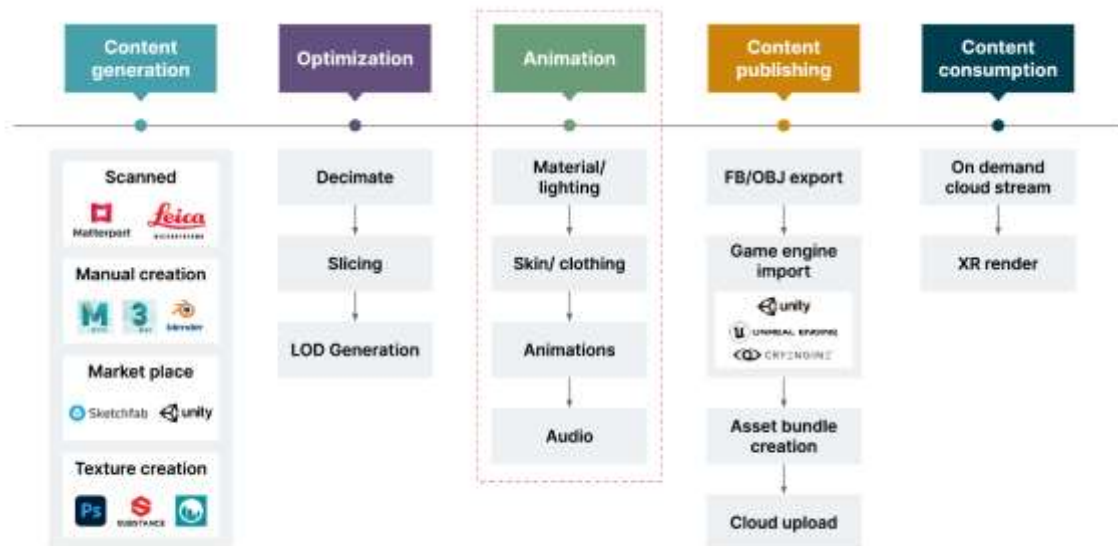 Content
generation
Optimization
Animation
Content
publishing
Content
consumption
Scanned
Matterport
Leica
Manual creation
M
3
blender
Market place
Sketchfab
unity
Texture creation
Ps
SUBSTANCE
Decimate
Slicing
LOD Generation
Material/
lighting
Skin/ clothing
Animations
Audio
FB/OBJ export
Game engine
import
unity
UNREAL ENGINE
CRYENGINE
Asset bundle
creation
Cloud upload
On demand
cloud stream
XR render